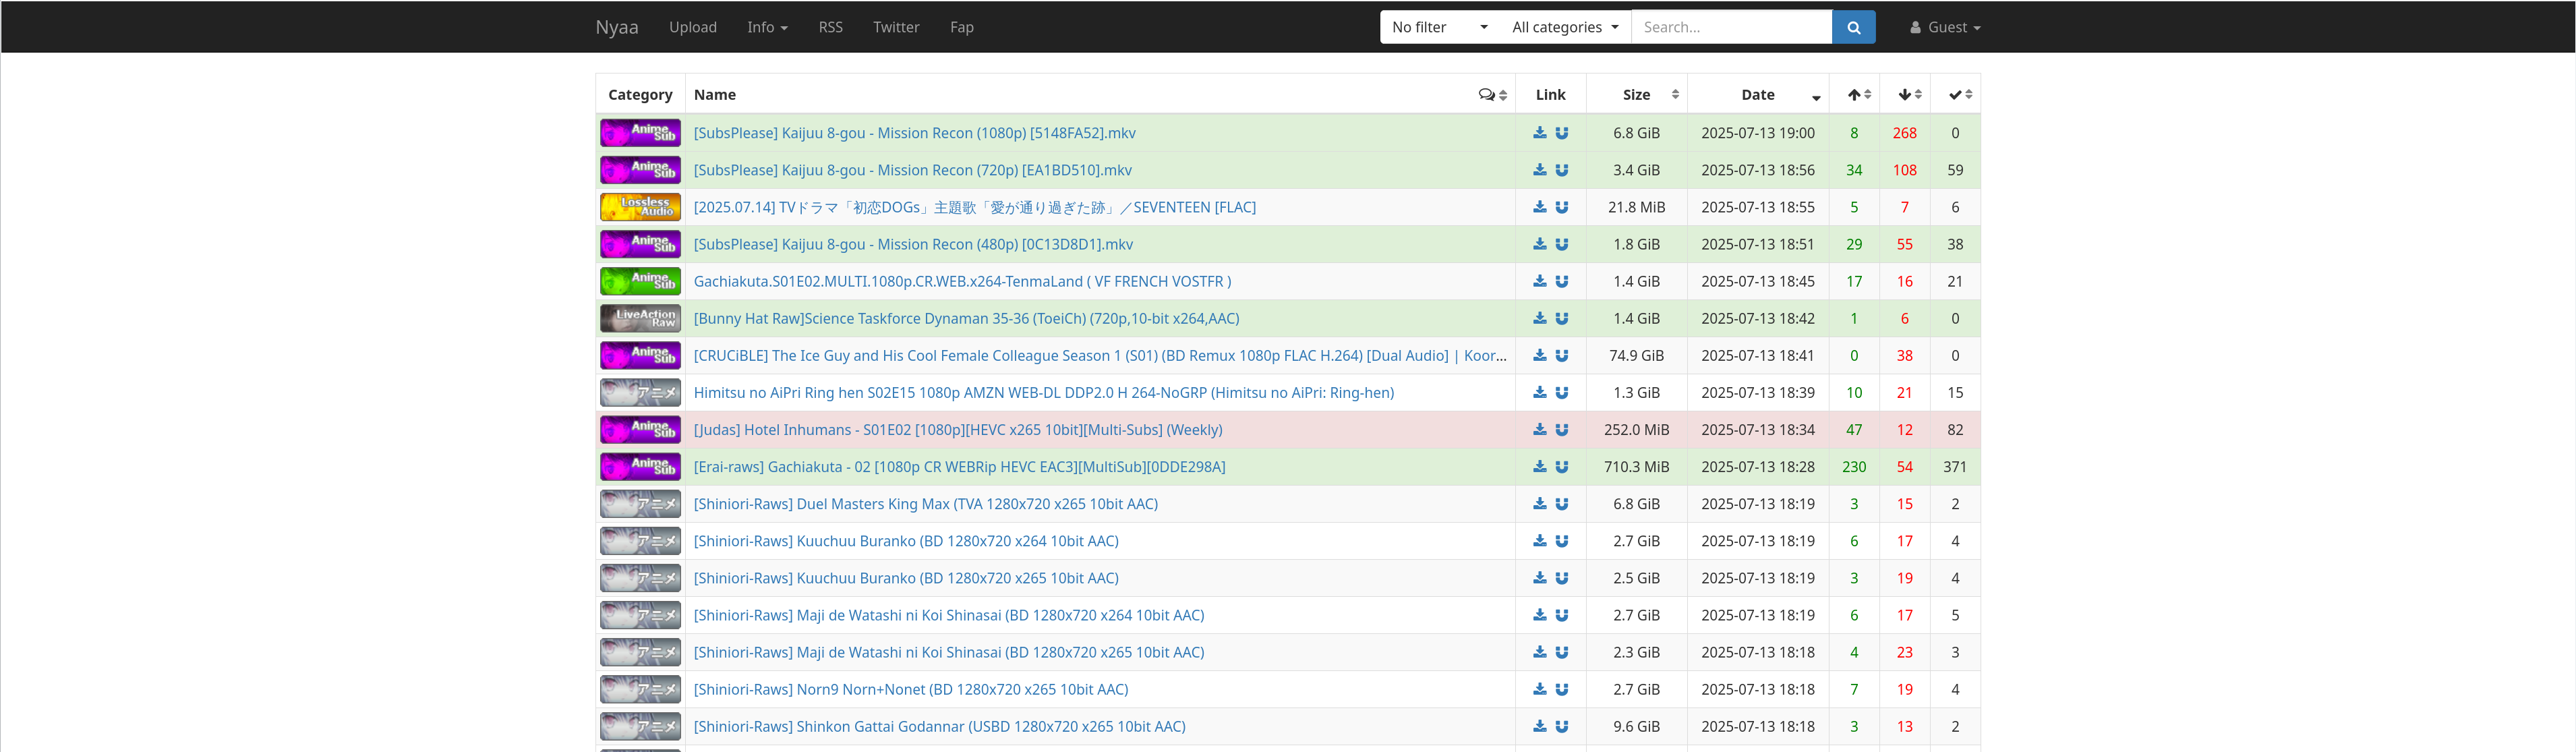 Nyaa Upload Info RSS Twitter Fap No filter All categories Search... Guest
Category Name Link Size Date
Anime Sub [SubsPlease] Kaijuu 8-gou - Mission Recon (1080p) [5148FA52].mkv 6.8 GiB 2025-07-13 19:00 8 268 0
Anime Sub [SubsPlease] Kaijuu 8-gou - Mission Recon (720p) [EA1BD510].mkv 3.4 GiB 2025-07-13 18:56 34 108 59
Lossless Audio [2025.07.14] TVドラマ「初恋DOGs」主題歌「愛が通り過ぎた跡」／SEVENTEEN [FLAC] 21.8 MiB 2025-07-13 18:55 5 7 6
Anime Sub [SubsPlease] Kaijuu 8-gou - Mission Recon (480p) [0C13D8D1].mkv 1.8 GiB 2025-07-13 18:51 29 55 38
Anime Sub Gachiakuta.S01E02.MULTI.1080p.CR.WEB.x264-TenmaLand ( VF FRENCH VOSTFR ) 1.4 GiB 2025-07-13 18:45 17 16 21
LiveAction Raw [Bunny Hat Raw]Science Taskforce Dynaman 35-36 (ToeiCh) (720p,10-bit x264,AAC) 1.4 GiB 2025-07-13 18:42 1 6 0
Anime Sub [CRUCiBLE] The Ice Guy and His Cool Female Colleague Season 1 (S01) (BD Remux 1080p FLAC H.264) [Dual Audio] | Koor... 74.9 GiB 2025-07-13 18:41 0 38 0
アニメ Himitsu no AiPri Ring hen S02E15 1080p AMZN WEB-DL DDP2.0 H 264-NoGRP (Himitsu no AiPri: Ring-hen) 1.3 GiB 2025-07-13 18:39 10 21 15
Anime Sub [Judas] Hotel Inhumans - S01E02 [1080p][HEVC x265 10bit][Multi-Subs] (Weekly) 252.0 MiB 2025-07-13 18:34 47 12 82
Anime Sub [Erai-raws] Gachiakuta - 02 [1080p CR WEBRip HEVC EAC3][MultiSub][0DDE298A] 710.3 MiB 2025-07-13 18:28 230 54 371
アニメ [Shiniori-Raws] Duel Masters King Max (TVA 1280x720 x265 10bit AAC) 6.8 GiB 2025-07-13 18:19 3 15 2
アニメ [Shiniori-Raws] Kuuchuu Buranko (BD 1280x720 x264 10bit AAC) 2.7 GiB 2025-07-13 18:19 6 17 4
アニメ [Shiniori-Raws] Kuuchuu Buranko (BD 1280x720 x265 10bit AAC) 2.5 GiB 2025-07-13 18:19 3 19 4
アニメ [Shiniori-Raws] Maji de Watashi ni Koi Shinasai (BD 1280x720 x264 10bit AAC) 2.7 GiB 2025-07-13 18:19 6 17 5
アニメ [Shiniori-Raws] Maji de Watashi ni Koi Shinasai (BD 1280x720 x265 10bit AAC) 2.3 GiB 2025-07-13 18:18 4 23 3
アニメ [Shiniori-Raws] Norn9 Norn+Nonet (BD 1280x720 x265 10bit AAC) 2.7 GiB 2025-07-13 18:18 7 19 4
アニメ [Shiniori-Raws] Shinkon Gattai Godannar (USBD 1280x720 x265 10bit AAC) 9.6 GiB 2025-07-13 18:18 3 13 2